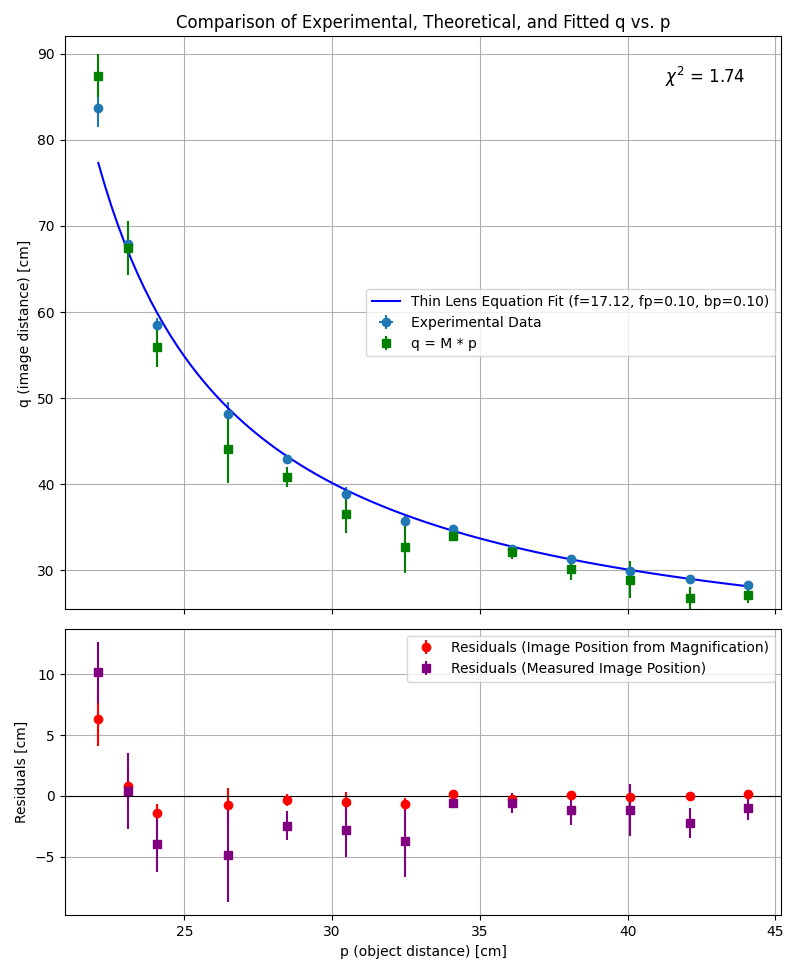 Comparison of Experimental, Theoretical, and Fitted q vs. p
90
χ² = 1.74
80
70
60
50
40
30
q (image distance) [cm]
Thin Lens Equation Fit (f=17.12, fp=0.10, bp=0.10)
Experimental Data
q = M * p
Residuals (Image Position from Magnification)
Residuals (Measured Image Position)
10
5
0
−5
Residuals [cm]
25 30 35 40 45
p (object distance) [cm]